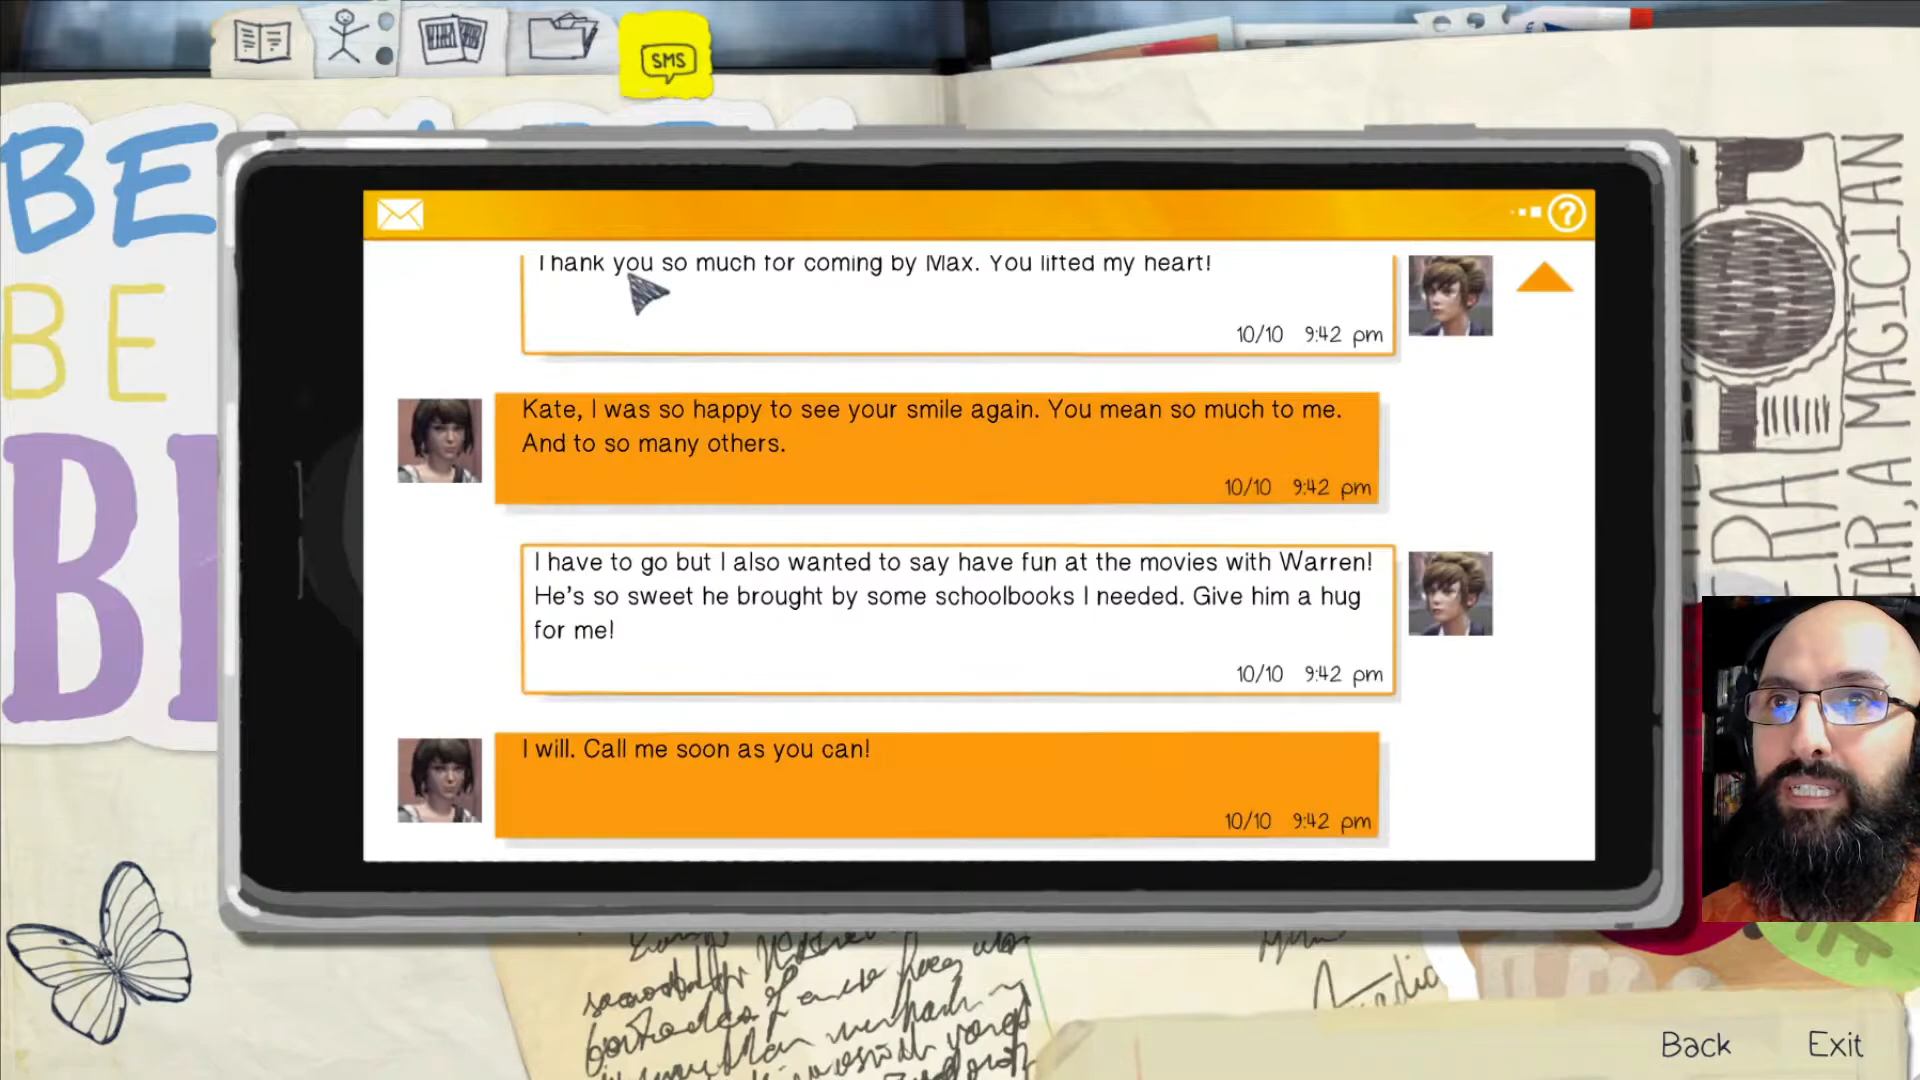 SMS
BE
BE
Thank you so much for coming by Max. You lifted my heart!
10/10 9:42 pm
Kate, I was so happy to see your smile again. You mean so much to me.
And to so many others.
10/10 9:42 pm
I have to go but I also wanted to say have fun at the movies with Warren!
He's so sweet he brought by some schoolbooks I needed. Give him a hug
for me!
10/10 9:42 pm
I will. Call me soon as you can!
10/10 9:42 pm
A MAGICIAN
Back Exit